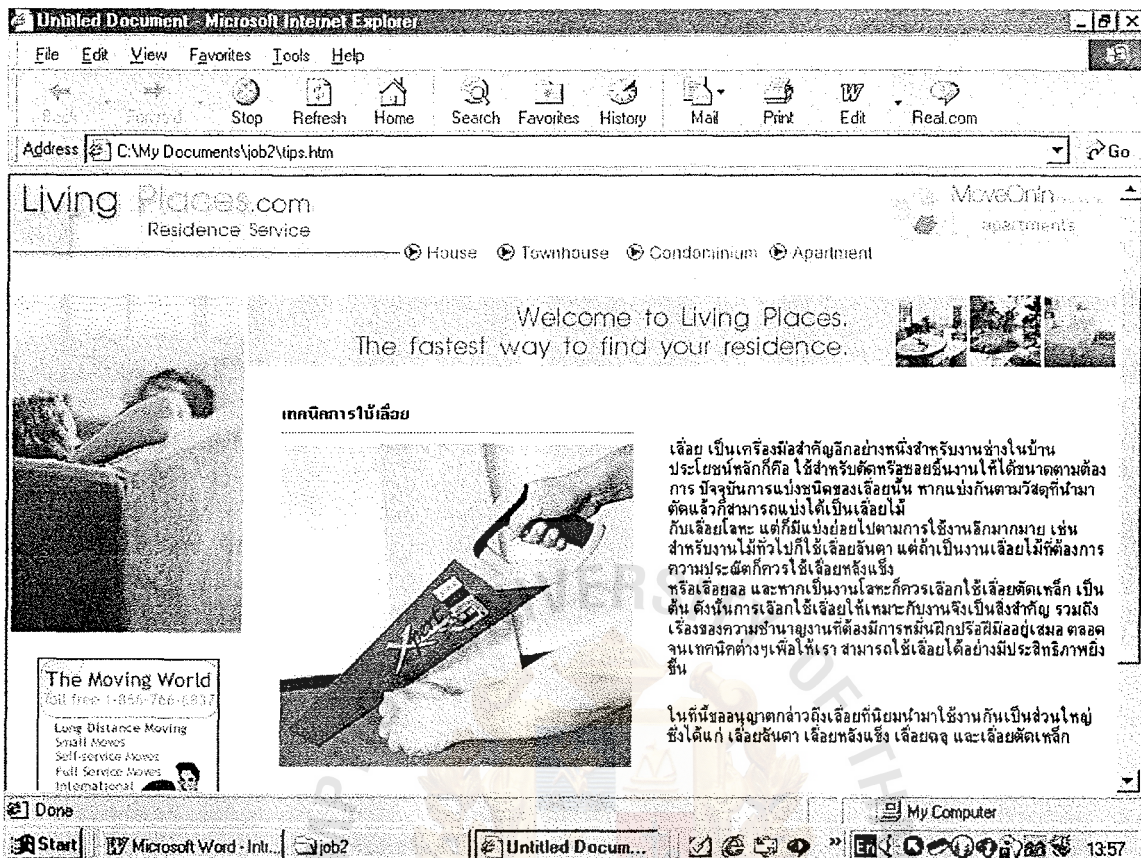 Untitled Document - Microsoft Internet Explorer
File Edit View Favorites Tools Help
Back Forward Stop Refresh Home Search Favorites History Mail Print Edit Real.com
Address C:\My Documents\job2\tips.htm Go
Living Places.com
Residence Service
MoveOnIn
apartments
House Townhouse Condominium Apartment
Welcome to Living Places.
The fastest way to find your residence.
เทคนิคการใช้เลื่อย
เลื่อย เป็นเครื่องมือสำคัญอีกอย่างหนึ่งสำหรับงานช่างในบ้าน
ประโยชน์หลักก็คือ ใช้สำหรับตัดหรือซอยชิ้นงานให้ได้ขนาดตามต้อง
การ ปัจจุบันการแบ่งชนิดของเลื่อยนั้น หากแบ่งกันตามวัสดุที่นำมา
ตัดแล้วก็สามารถแบ่งได้เป็นเลื่อยไม้
กับเลื่อยโลหะ แต่ก็มีแบ่งย่อยไปตามการใช้งานอีกมากมาย เช่น
สำหรับงานไม้ทั่วไปก็ใช้เลื่อยลันดา แต่ถ้าเป็นงานเลื่อยไม้ที่ต้องการ
ความประณีตก็ควรใช้เลื่อยหลังแข็ง
หรือเลื่อยลอ และหากเป็นงานโลหะก็ควรเลือกใช้เลื่อยตัดเหล็ก เป็น
ต้น ดังนั้นการเลือกใช้เลื่อยให้เหมาะกับงานจึงเป็นสิ่งสำคัญ รวมถึง
เรื่องของความชำนาญงานที่ต้องมีการหมั่นฝึกปรือฝีมืออยู่เสมอ ตลอด
จนเทคนิคต่างๆเพื่อให้เรา สามารถใช้เลื่อยได้อย่างมีประสิทธิภาพยิ่ง
ขึ้น
ในที่นี้ขออนุญาตกล่าวถึงเลื่อยที่นิยมนำมาใช้งานกันเป็นส่วนใหญ่
ซึ่งได้แก่ เลื่อยลันดา เลื่อยหลังแข็ง เลื่อยฉลุ และเลื่อยตัดเหล็ก
The Moving World
Toll free 1-856-766-6837
Long Distance Moving
Small Moves
Self-service Moves
Full Service Moves
International
Done My Computer
Start Microsoft Word - Intr... job2 Untitled Docum... En 13:57